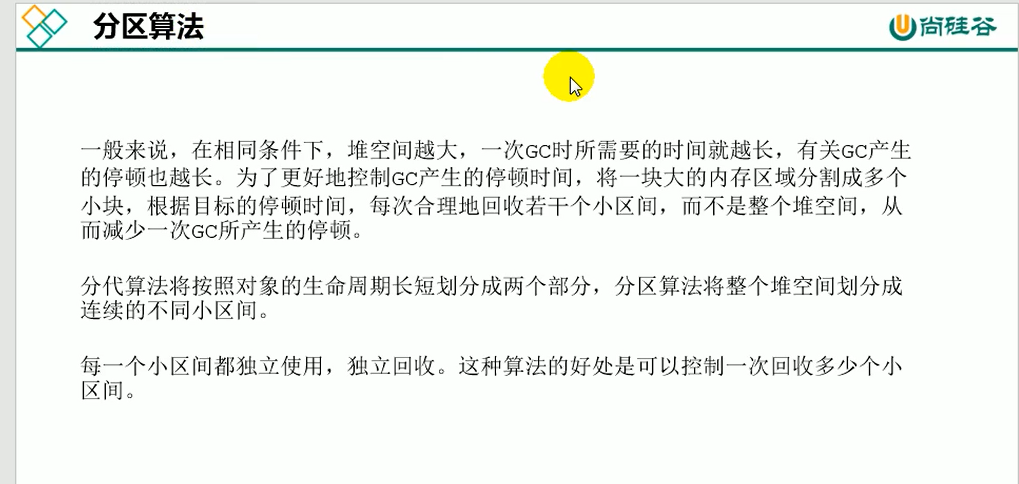 分区算法
尚硅谷
一般来说，在相同条件下，堆空间越大，一次GC时所需要的时间就越长，有关GC产生
的停顿也越长。为了更好地控制GC产生的停顿时间，将一块大的内存区域分割成多个
小块，根据目标的停顿时间，每次合理地回收若干个小区间，而不是整个堆空间，从
而减少一次GC所产生的停顿。
分代算法将按照对象的生命周期长短划分成两个部分，分区算法将整个堆空间划分成
连续的不同小区间。
每一个小区间都独立使用，独立回收。这种算法的好处是可以控制一次回收多少个小
区间。